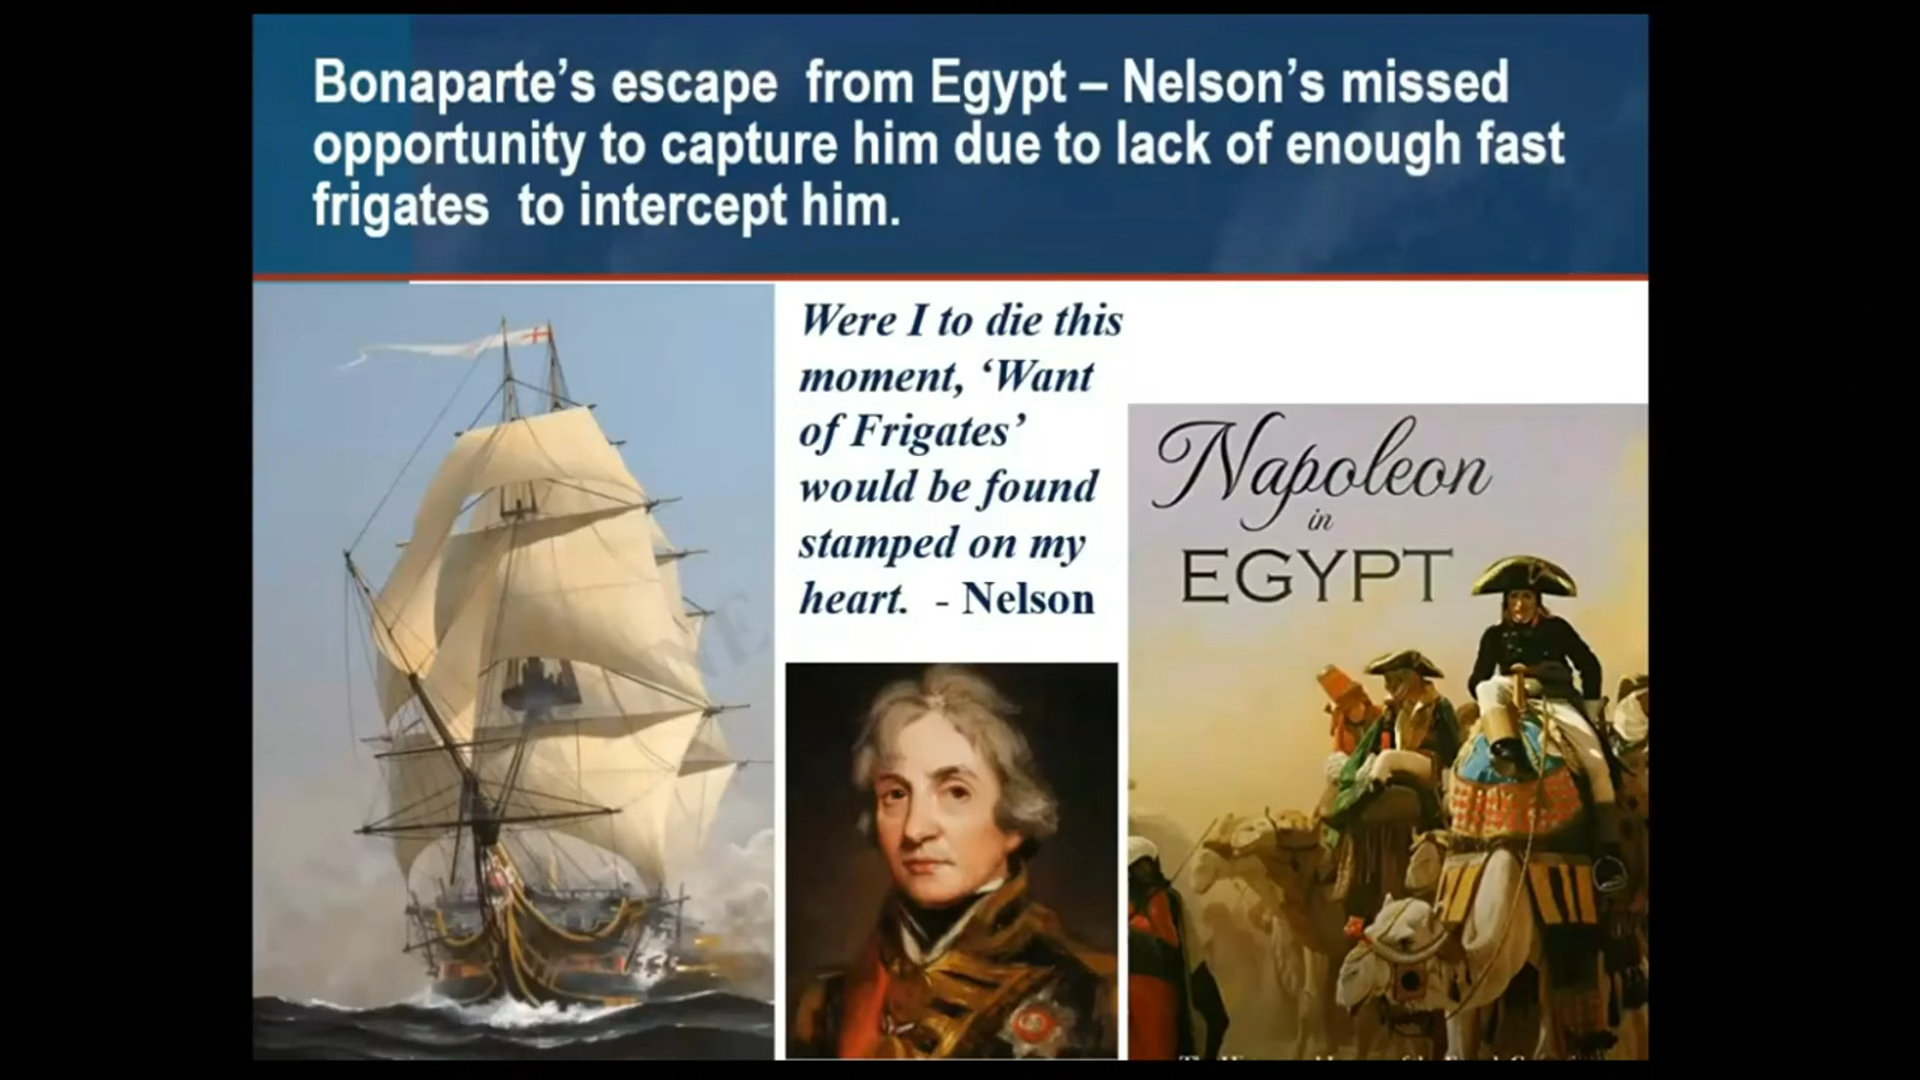 Bonaparte’s escape from Egypt – Nelson’s missed
opportunity to capture him due to lack of enough fast
frigates to intercept him.
Were I to die this
moment, ‘Want
of Frigates’
would be found
stamped on my
heart. - Nelson
Napoleon
in
EGYPT